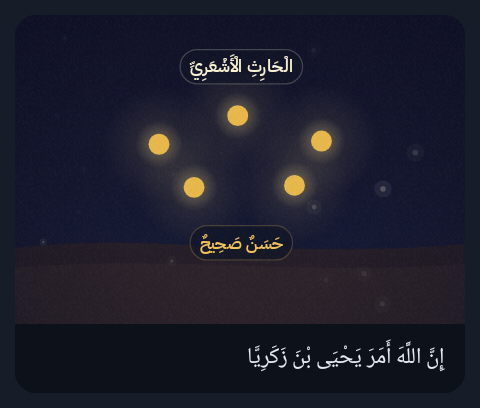 الْحَارِثِ الْأَشْعَرِيِّ
حَسَنٌ صَحِيحٌ
إِنَّ اللَّهَ أَمَرَ يَحْيَى بْنَ زَكَرِيَّا